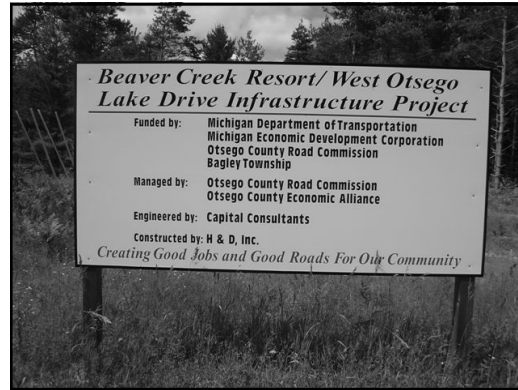 Beaver Creek Resort/ West Otsego
Lake Drive Infrastructure Project
Funded by: Michigan Department of Transportation
Michigan Economic Development Corporation
Otsego County Road Commission
Bagley Township
Managed by: Otsego County Road Commission
Otsego County Economic Alliance
Engineered by: Capital Consultants
Constructed by: H & D, Inc.
Creating Good Jobs and Good Roads For Our Community